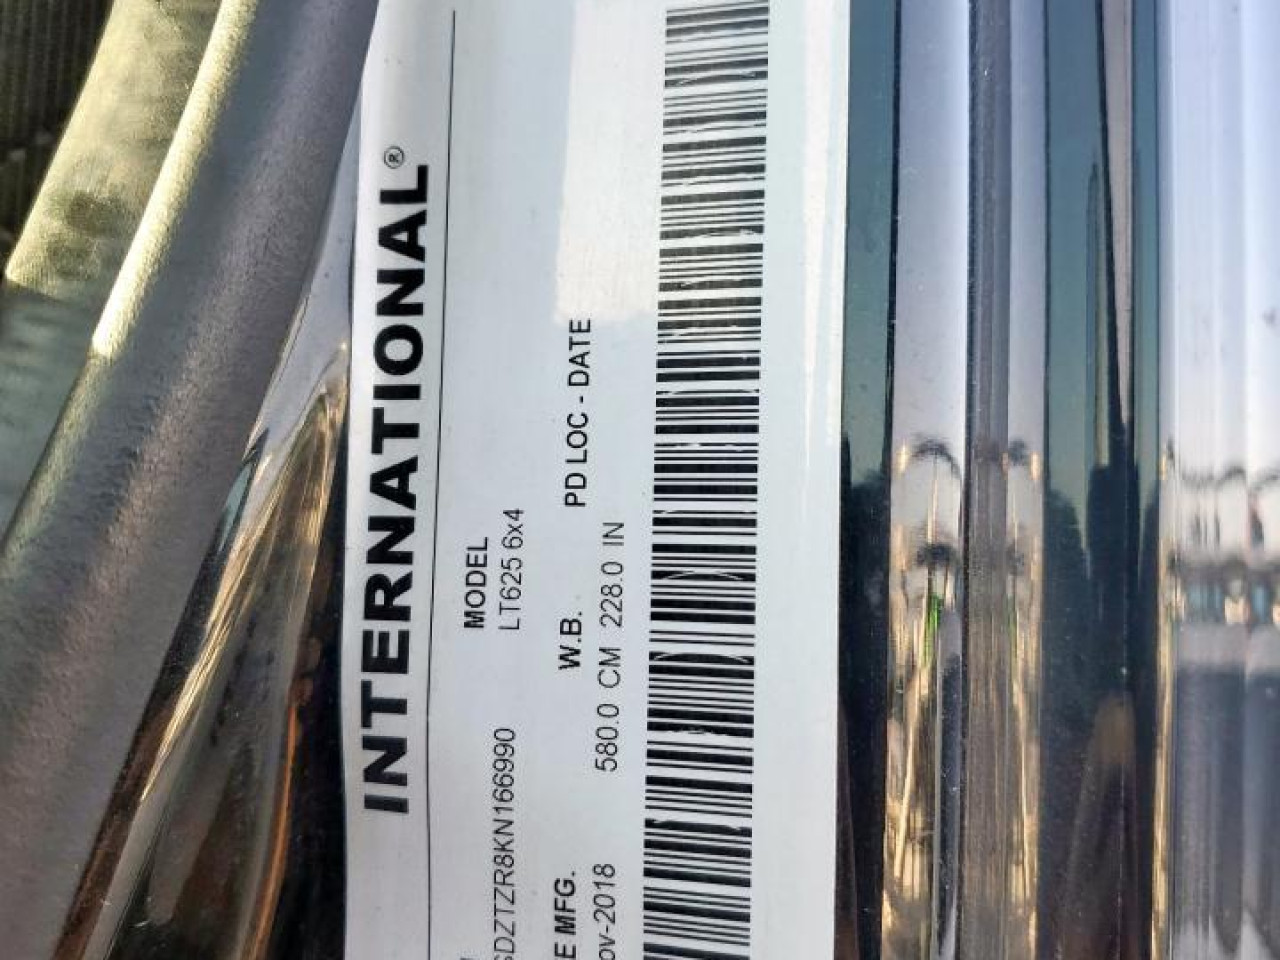 INTERNATIONAL®
MODEL
SDZTZR8KN166990 LT625 6x4
E MFG. W.B. PD LOC - DATE
ov-2018 580.0 CM 228.0 IN